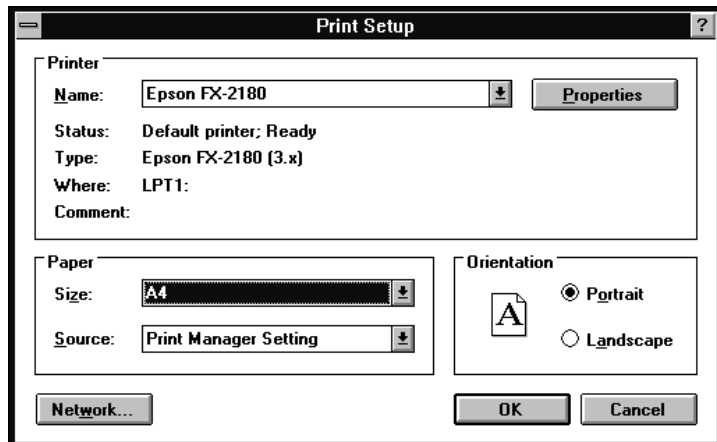 Print Setup ?
Printer
Name: Epson FX-2180 Properties
Status: Default printer; Ready
Type: Epson FX-2180 (3.x)
Where: LPT1:
Comment:
Paper
Size: A4
Source: Print Manager Setting
Orientation
A
Portrait
Landscape
Network... OK Cancel